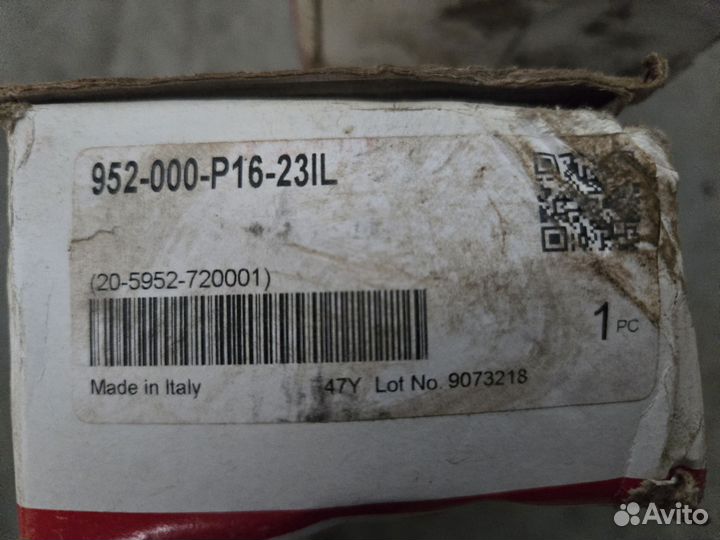 952-000-P16-23IL
(20-5952-720001)
1 PC
Made in Italy 47Y Lot No. 9073218
Avito